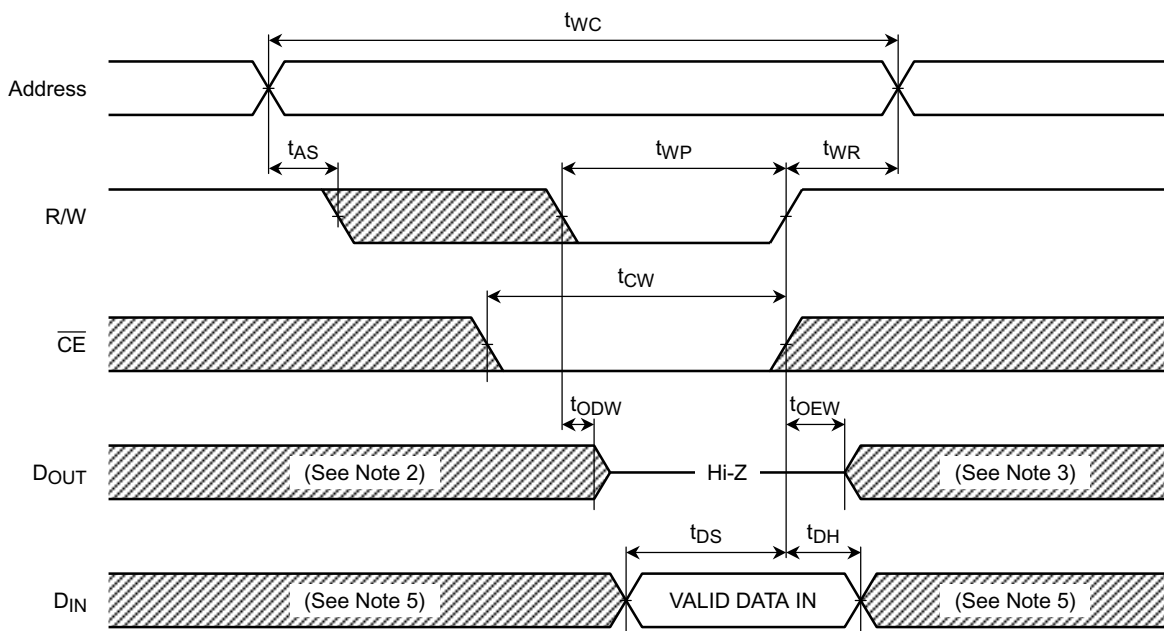 tWC
Address
tAS
tWP
tWR
R/W
tCW
CE
tODW
tOEW
DOUT
(See Note 2)
Hi-Z
(See Note 3)
tDS
tDH
DIN
(See Note 5)
VALID DATA IN
(See Note 5)